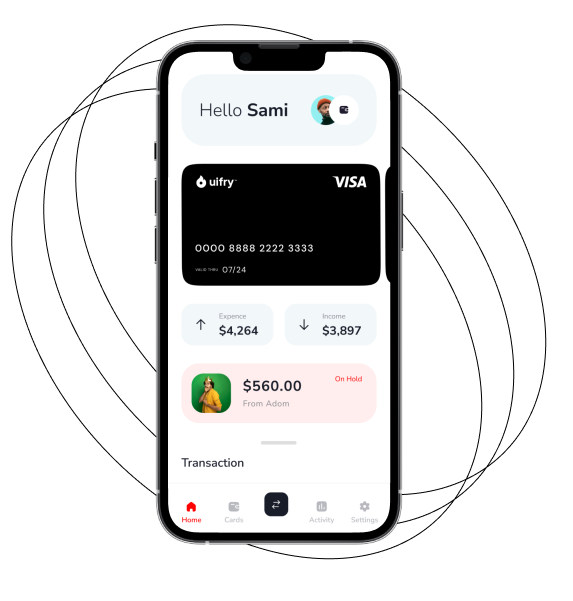 Hello Sami
uifry™
VISA
0000 8888 2222 3333
VALID THRU 07/24
Expence
$4,264
Income
$3,897
$560.00
On Hold
From Adom
Transaction
Home
Cards
Activity
Settings